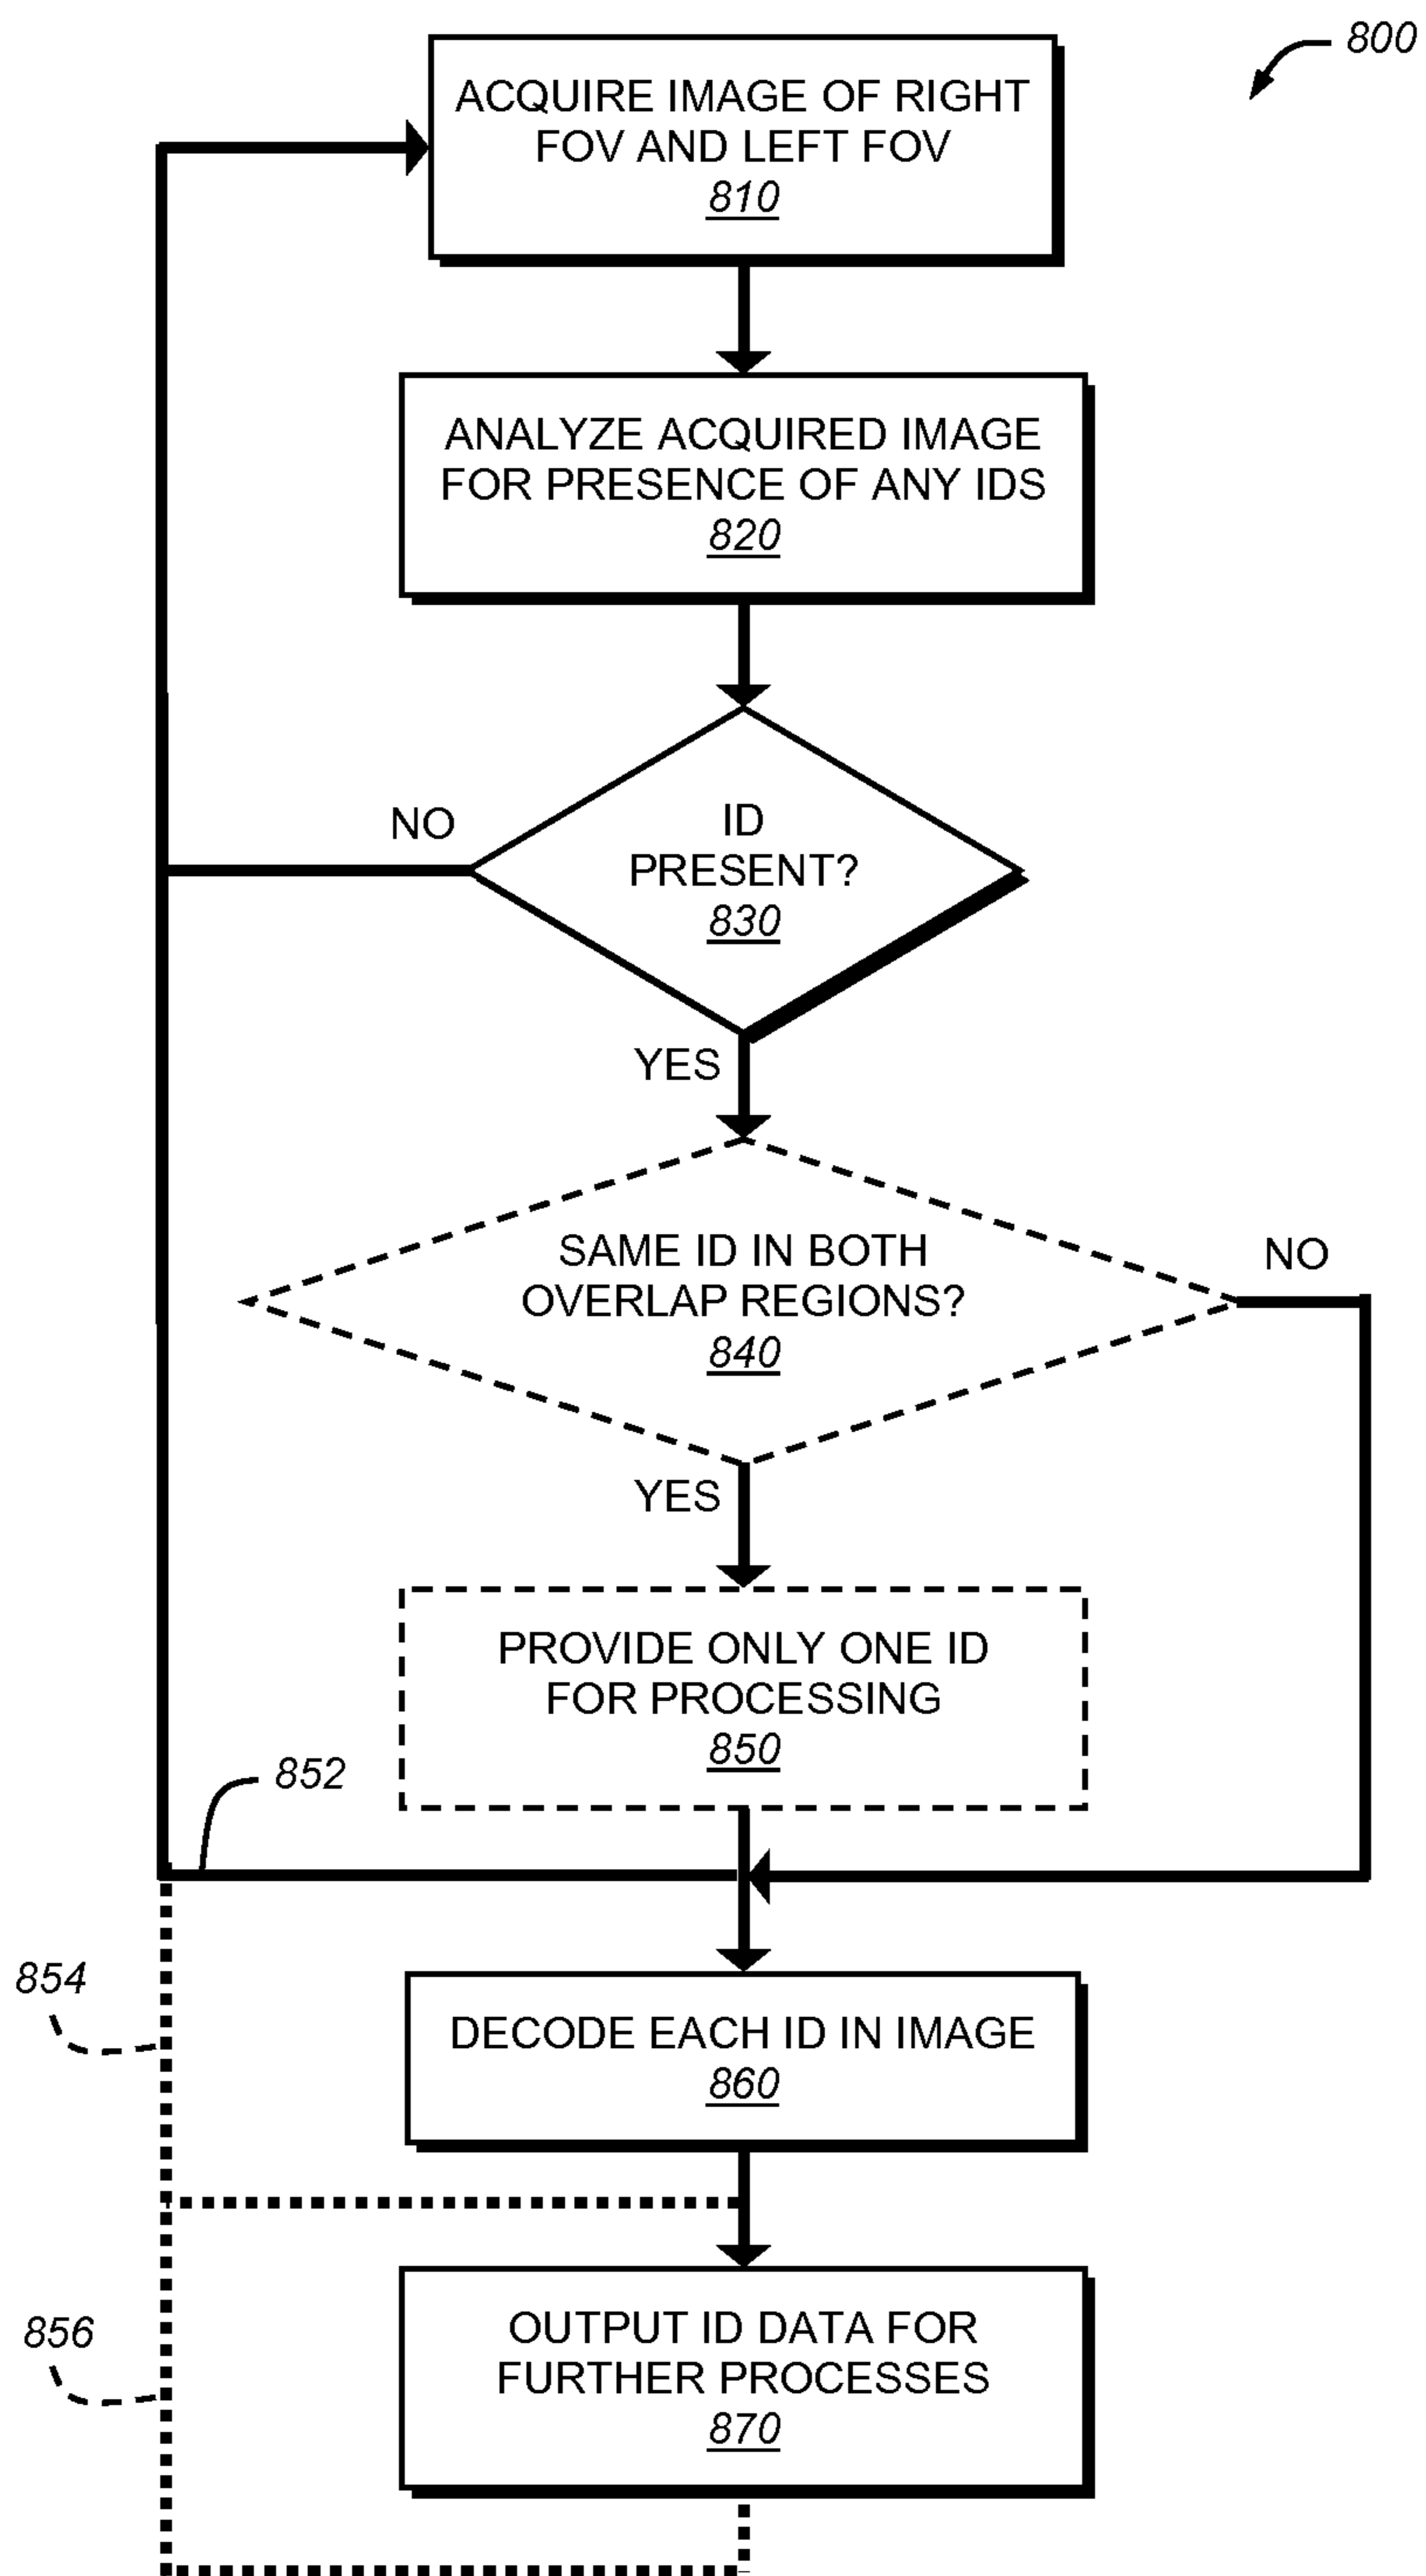 800
ACQUIRE IMAGE OF RIGHT
FOV AND LEFT FOV
810
ANALYZE ACQUIRED IMAGE
FOR PRESENCE OF ANY IDS
820
NO
ID
PRESENT?
830
YES
SAME ID IN BOTH
OVERLAP REGIONS?
840
NO
YES
PROVIDE ONLY ONE ID
FOR PROCESSING
850
852
854
DECODE EACH ID IN IMAGE
860
856
OUTPUT ID DATA FOR
FURTHER PROCESSES
870